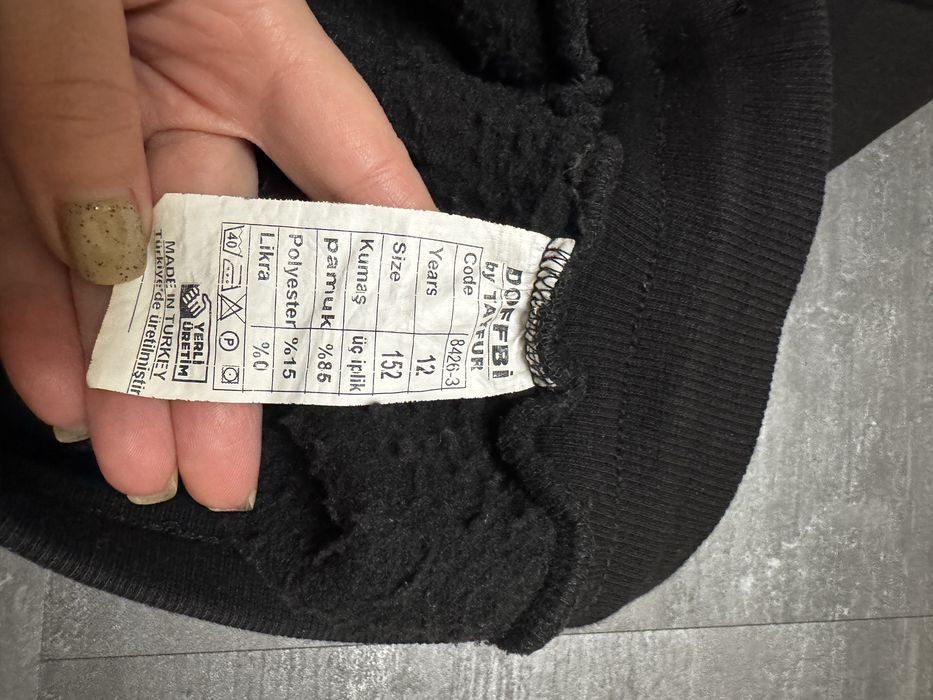 DOFFBİ
by TAYFUR
Code 8426-3
Years 12
Size 152
Kumaş üç iplik
pamuk %85
Polyester %15
Likra %0
40 P
YERLİ
ÜRETİM
MADE IN TURKEY
Türkiye'de üretilmiştir